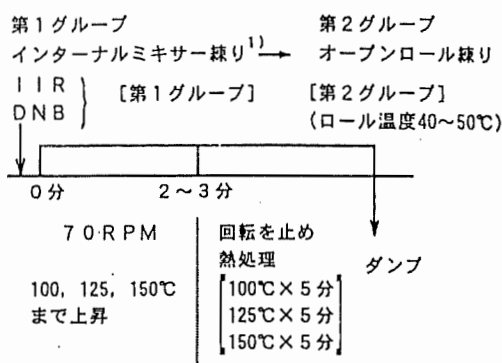 第1グループ
第2グループ
インターナルミキサー練り1)
オープンロール練り
IIR
DNB
[第1グループ]
[第2グループ]
(ロール温度40〜50℃)
0分
2〜3分
70·RPM
100, 125, 150℃
まで上昇
回転を止め
熱処理
100℃×5分
125℃×5分
150℃×5分
ダンプ